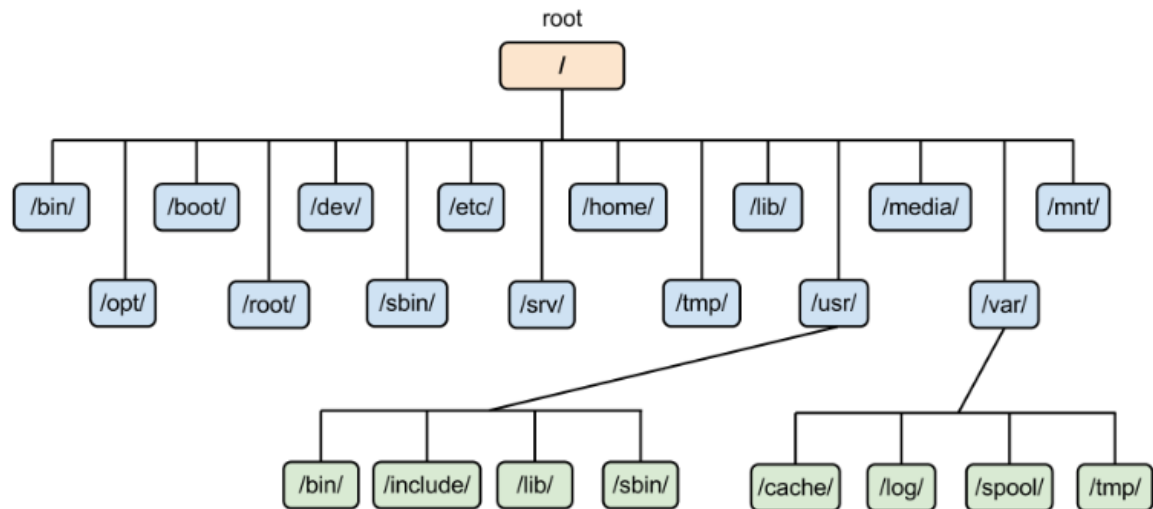 root
/
/bin/ /boot/ /dev/ /etc/ /home/ /lib/ /media/ /mnt/
/opt/ /root/ /sbin/ /srv/ /tmp/ /usr/ /var/
/bin/ /include/ /lib/ /sbin/ /cache/ /log/ /spool/ /tmp/